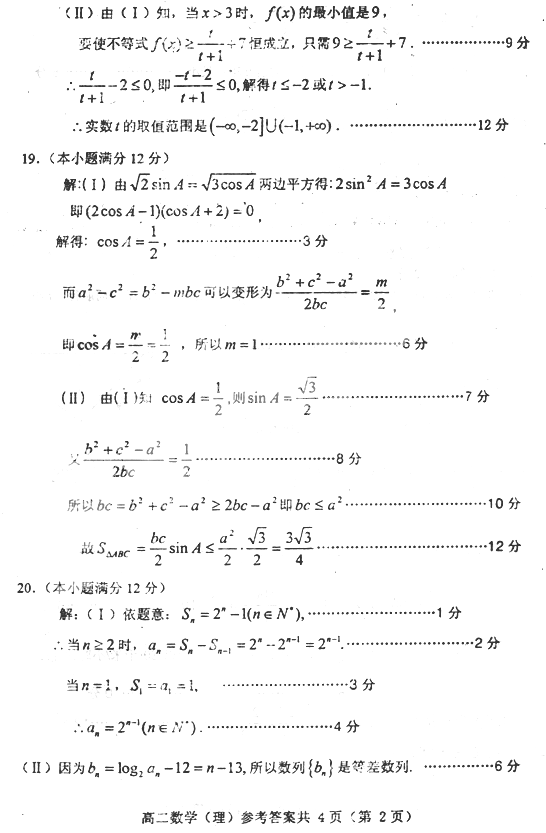 (Ⅱ)由(Ⅰ)知，当x>3时，f(x)的最小值是9，
要使不等式f(x)≥t/(t+1)+7恒成立，只需9≥t/(t+1)+7．………………9分
∴t/(t+1)-2≤0,即(-t-2)/(t+1)≤0,解得t≤-2或t>-1.
∴实数t的取值范围是(-∞,-2]∪(-1,+∞)．………………………12分
19．(本小题满分12分)
解:(Ⅰ)由√2 sin A=√(3cos A)两边平方得:2sin² A=3cos A
即(2cos A-1)(cos A+2)=0,
解得：cos A=1/2，………………………3分
而a²-c²=b²-mbc可以变形为(b²+c²-a²)/(2bc)=m/2,
即cos A=m/2=1/2，所以m=1………………………6分
(Ⅱ) 由(Ⅰ)知 cos A=1/2,则sin A=√3/2………………………7分
又(b²+c²-a²)/(2bc)=1/2………………………8分
所以bc=b²+c²-a²≥2bc-a²即bc≤a²………………………10分
故S△ABC=(bc/2)sin A≤(a²/2)·(√3/2)=3√3/4………………………12分
20．(本小题满分12分)
解：(Ⅰ)依题意：Sₙ=2ⁿ-1(n∈N*),………………………1分
∴当n≥2时，aₙ=Sₙ-Sₙ₋₁=2ⁿ-2ⁿ⁻¹=2ⁿ⁻¹.………………………2分
当n=1，S₁=a₁=1, ………………………3分
∴aₙ=2ⁿ⁻¹(n∈N*)．………………………4分
(Ⅱ)因为bₙ=log₂ aₙ-12=n-13,所以数列{bₙ}是等差数列．………………6分
高二数学(理)参考答案共4页(第2页)